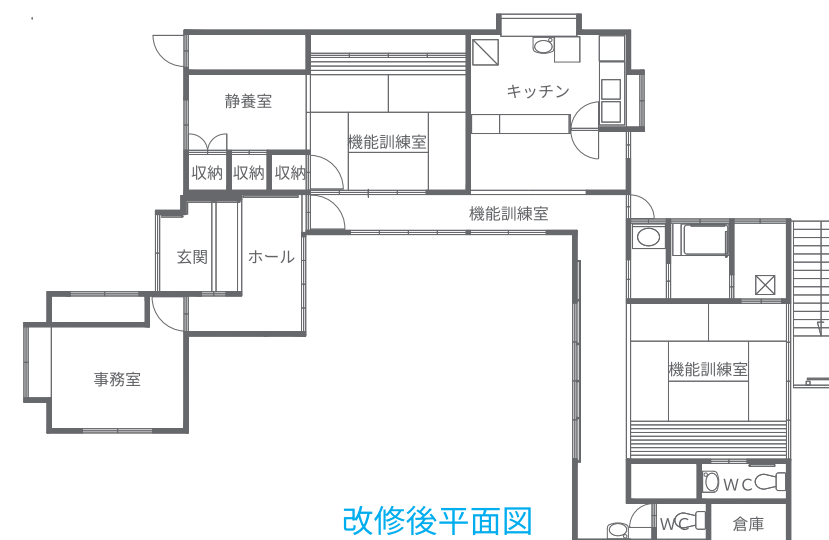 キッチン
静養室
機能訓練室
収納
収納
収納
機能訓練室
玄関
ホール
機能訓練室
事務室
WC
WC
倉庫
改修後平面図